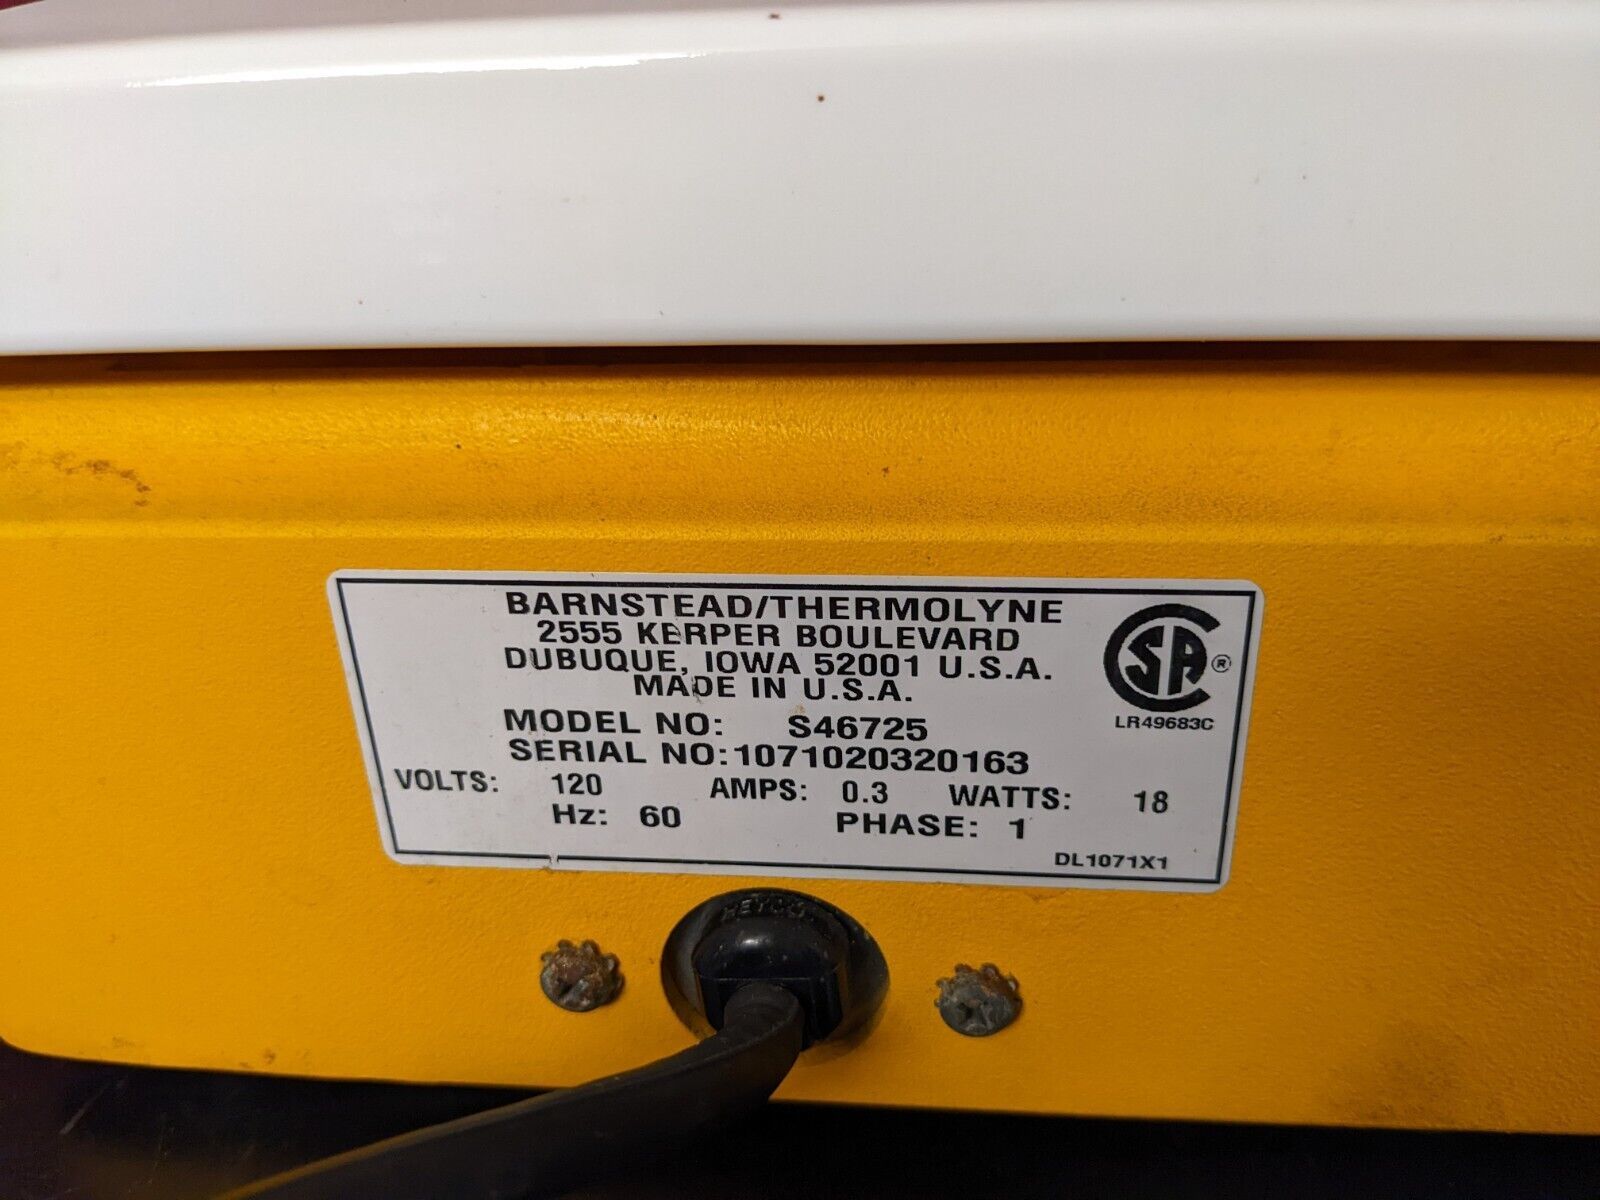 BARNSTEAD/THERMOLYNE
2555 KERPER BOULEVARD
DUBUQUE, IOWA 52001 U.S.A.
MADE IN U.S.A.
SA ®
LR49683C
MODEL NO: S46725
SERIAL NO:1071020320163
VOLTS: 120 AMPS: 0.3 WATTS: 18
Hz: 60 PHASE: 1
DL1071X1